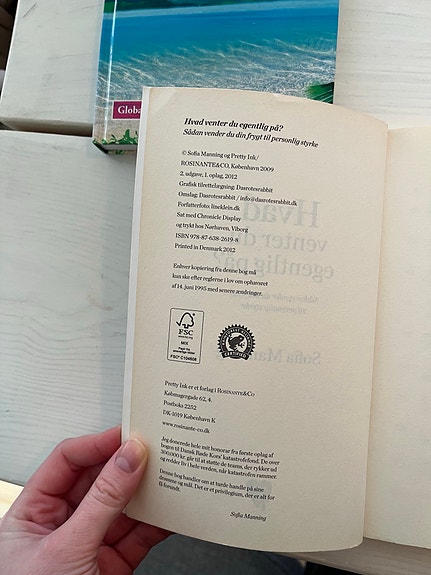 Globa
Hvad venter du egentlig på?
Sådan vender du din frygt til personlig styrke
© Sofia Manning og Pretty Ink/
ROSINANTE&CO, København 2009
2. udgave, 1. oplag, 2012
Grafisk tilrettelægning: Dasrotesrabbit
Omslag: Dasrotesrabbit / info@dasrotesrabbit.dk
Forfatterfoto: lineklein.dk
Sat med Chronicle Display
og trykt hos Nørhaven, Viborg
ISBN 978-87-638-2619-8
Printed in Denmark 2012
Enhver kopiering fra denne bog må
kun ske efter reglerne i lov om ophavsret
af 14. juni 1995 med senere ændringer.
FSC
MIX
FSC® C104608
Pretty Ink er et forlag i ROSINANTE&CO
Købmagergade 62, 4.
Postboks 2252
DK-1019 København K
www.rosinante-co.dk
Jeg donerede hele mit honorar fra første oplag af
bogen til Dansk Røde Kors' katastrofefond. De over
300.000 kr. går til at støtte de teams, der rykker ud
og redder liv i hele verden, når katastrofen rammer.
Denne bog handler om at turde handle på sine
drømme og mål. Det er et privilegium, der er alt for
få forundt.
Sofia Manning